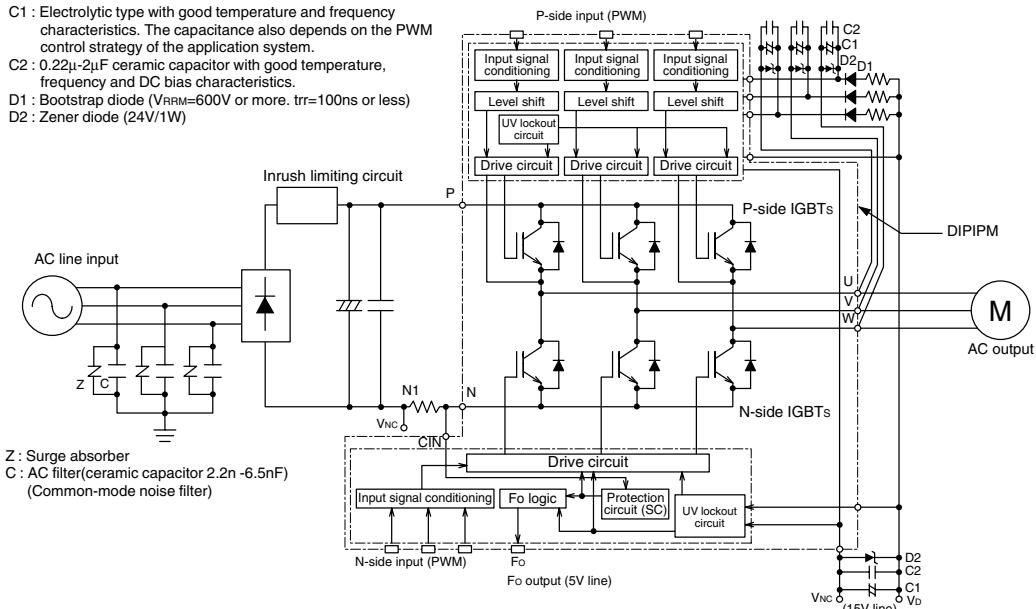 C1 : Electrolytic type with good temperature and frequency
characteristics. The capacitance also depends on the PWM
control strategy of the application system.
C2 : 0.22μ-2μF ceramic capacitor with good temperature,
frequency and DC bias characteristics.
D1 : Bootstrap diode (VRRM=600V or more. trr=100ns or less)
D2 : Zener diode (24V/1W)
P-side input (PWM)
C2
C1
D2
D1
Input signal conditioning
Input signal conditioning
Input signal conditioning
Level shift
Level shift
Level shift
UV lockout circuit
Drive circuit
Drive circuit
Drive circuit
Inrush limiting circuit
P
P-side IGBTs
DIPIPM
AC line input
U
V
W
M
AC output
Z
C
N1
N
VNC
CIN
N-side IGBTs
Z : Surge absorber
C : AC filter(ceramic capacitor 2.2n -6.5nF)
(Common-mode noise filter)
Drive circuit
Input signal conditioning
Fo logic
Protection circuit (SC)
UV lockout circuit
N-side input (PWM)
FO
FO output (5V line)
D2
C2
C1
VNC
(15V line)
VD